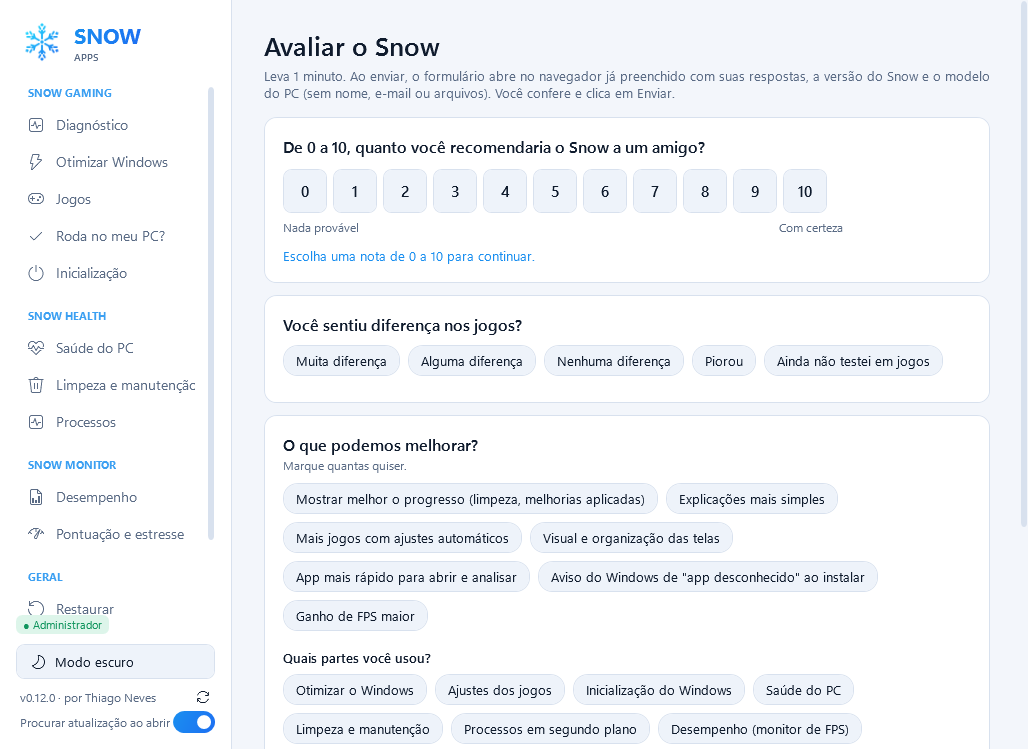 SNOW
APPS
SNOW GAMING
Diagnóstico
Otimizar Windows
Jogos
Roda no meu PC?
Inicialização
SNOW HEALTH
Saúde do PC
Limpeza e manutençãc
Processos
SNOW MONITOR
Desempenho
Pontuação e estresse
GERAL
Restaurar
Administrador
Modo escuro
v0.12.0 · por Thiago Neves
Procurar atualização ao abrir
Avaliar o Snow
Leva 1 minuto. Ao enviar, o formulário abre no navegador já preenchido com suas respostas, a versão do Snow e o modelo
do PC (sem nome, e-mail ou arquivos). Você confere e clica em Enviar.
De 0 a 10, quanto você recomendaria o Snow a um amigo?
0 1 2 3 4 5 6 7 8 9 10
Nada provável Com certeza
Escolha uma nota de 0 a 10 para continuar.
Você sentiu diferença nos jogos?
Muita diferença Alguma diferença Nenhuma diferença Piorou Ainda não testei em jogos
O que podemos melhorar?
Marque quantas quiser.
Mostrar melhor o progresso (limpeza, melhorias aplicadas) Explicações mais simples
Mais jogos com ajustes automáticos Visual e organização das telas
App mais rápido para abrir e analisar Aviso do Windows de "app desconhecido" ao instalar
Ganho de FPS maior
Quais partes você usou?
Otimizar o Windows Ajustes dos jogos Inicialização do Windows Saúde do PC
Limpeza e manutenção Processos em segundo plano Desempenho (monitor de FPS)